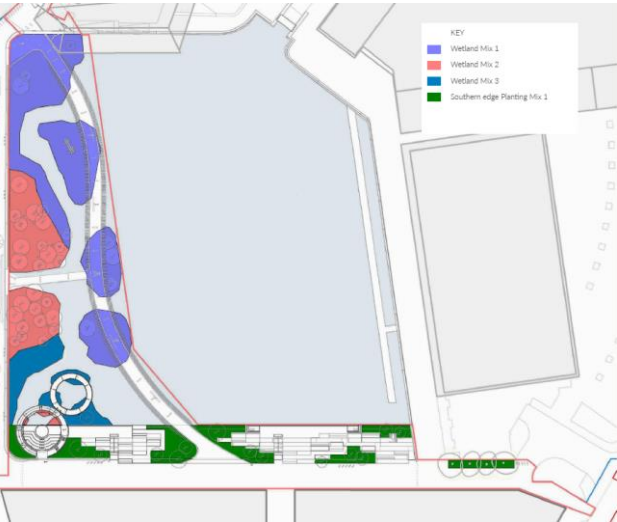 KEY
Wetland Mix 1
Wetland Mix 2
Wetland Mix 3
Southern edge Planting Mix 1